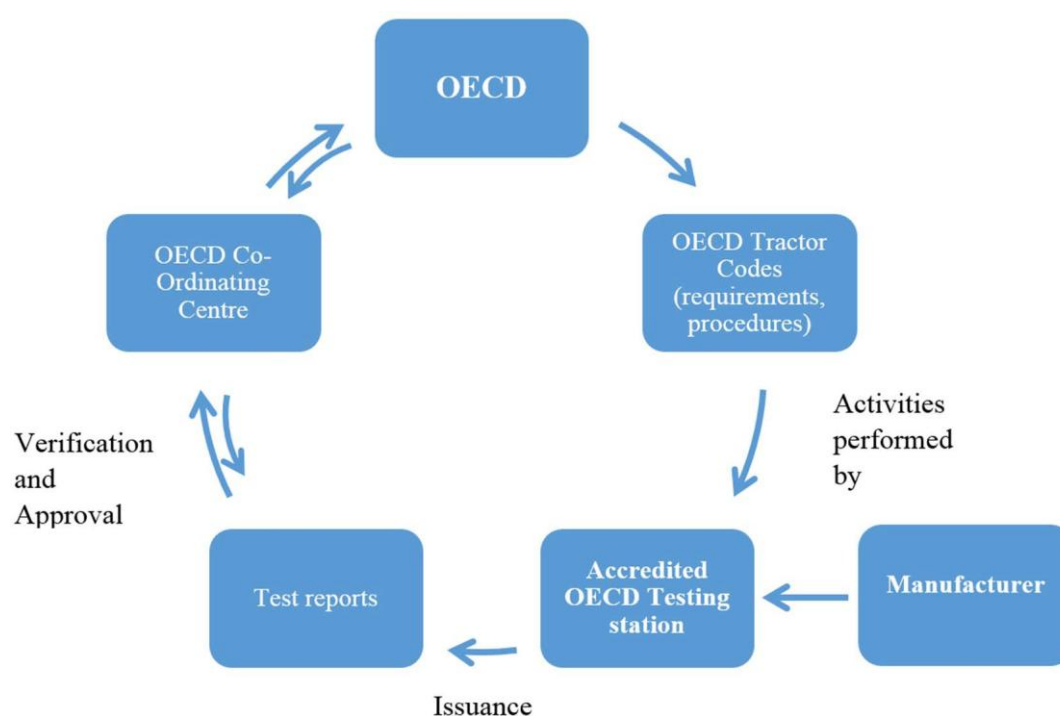 OECD
OECD Co-
Ordinating
Centre
OECD Tractor
Codes
(requirements,
procedures)
Verification
and
Approval
Activities
performed
by
Test reports
Accredited
OECD Testing
station
Manufacturer
Issuance